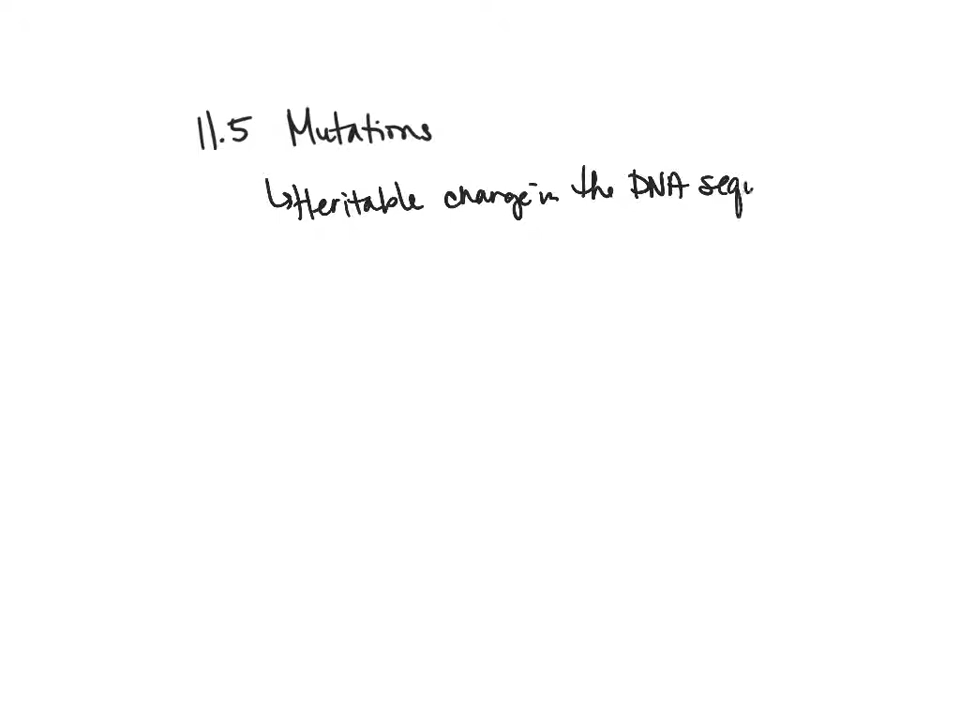 11.5 Mutations
↳ Heritable change in the DNA sequ